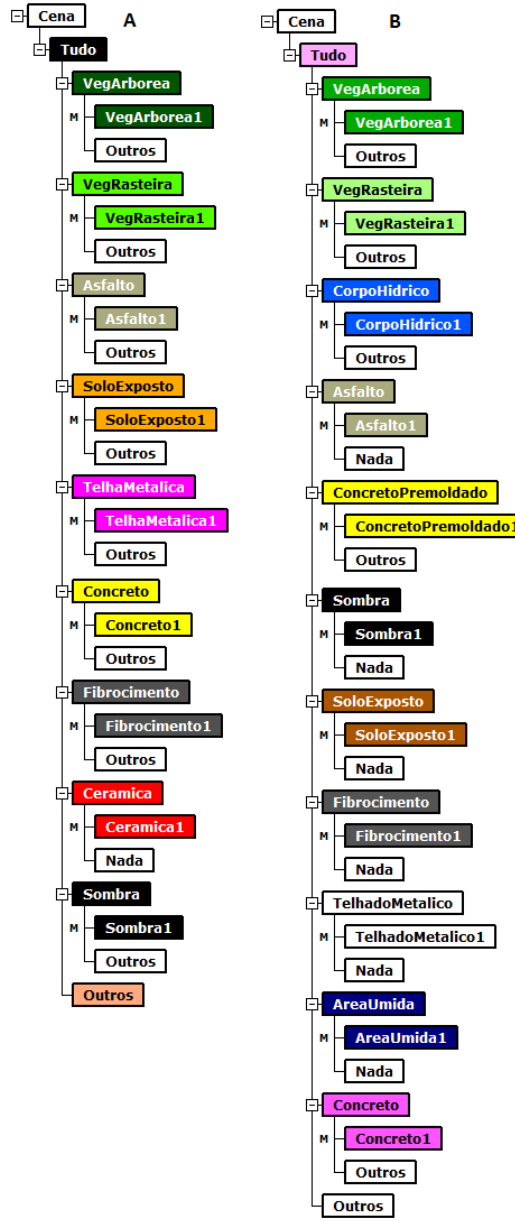 Cena
A
Tudo
VegArborea
M
VegArborea1
Outros
VegRasteira
M
VegRasteira1
Outros
Asfalto
M
Asfalto1
Outros
SoloExposto
M
SoloExposto1
Outros
TelhaMetalica
M
TelhaMetalica1
Outros
Concreto
M
Concreto1
Outros
Fibrocimento
M
Fibrocimento1
Outros
Ceramica
M
Ceramica1
Nada
Sombra
M
Sombra1
Outros
Outros
Cena
B
Tudo
VegArborea
M
VegArborea1
Outros
VegRasteira
M
VegRasteira1
Outros
CorpoHidrico
M
CorpoHidrico1
Outros
Asfalto
M
Asfalto1
Nada
ConcretoPremoldado
M
ConcretoPremoldado1
Outros
Sombra
M
Sombra1
Nada
SoloExposto
M
SoloExposto1
Nada
Fibrocimento
M
Fibrocimento1
Nada
TelhadoMetalico
M
TelhadoMetalico1
Nada
AreaUmida
M
AreaUmida1
Nada
Concreto
M
Concreto1
Outros
Outros